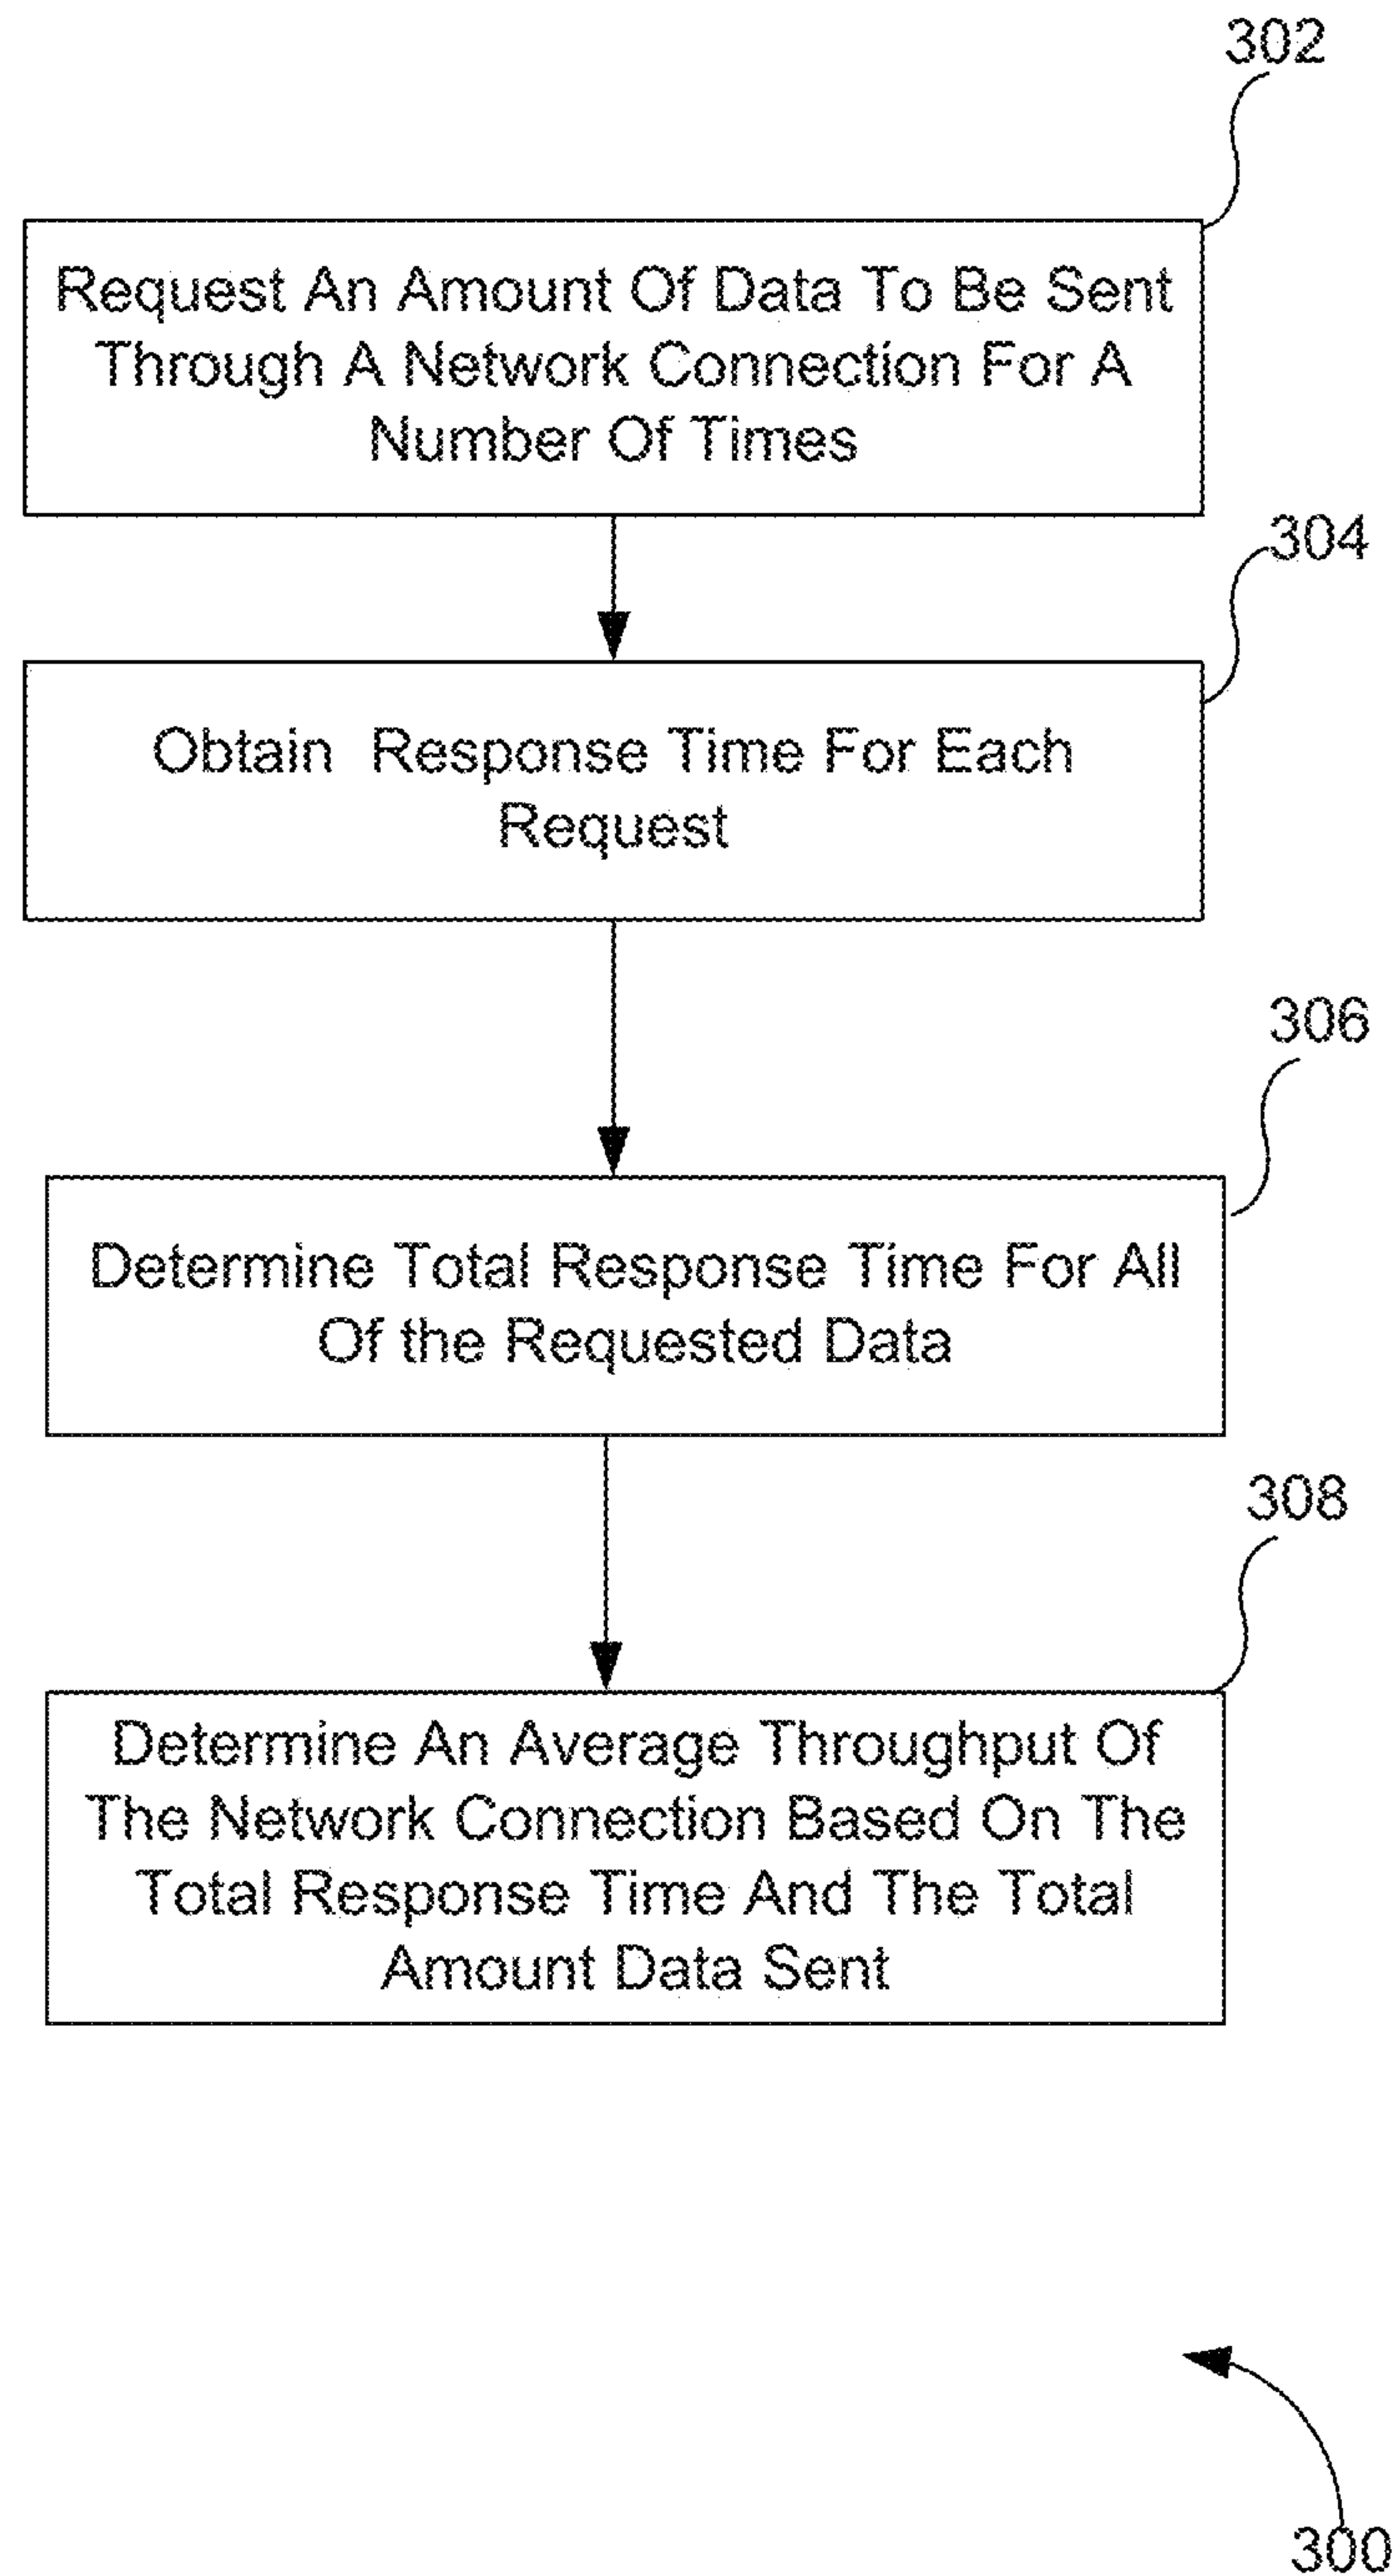 302
Request An Amount Of Data To Be Sent
Through A Network Connection For A
Number Of Times
304
Obtain Response Time For Each
Request
306
Determine Total Response Time For All
Of the Requested Data
308
Determine An Average Throughput Of
The Network Connection Based On The
Total Response Time And The Total
Amount Data Sent
300